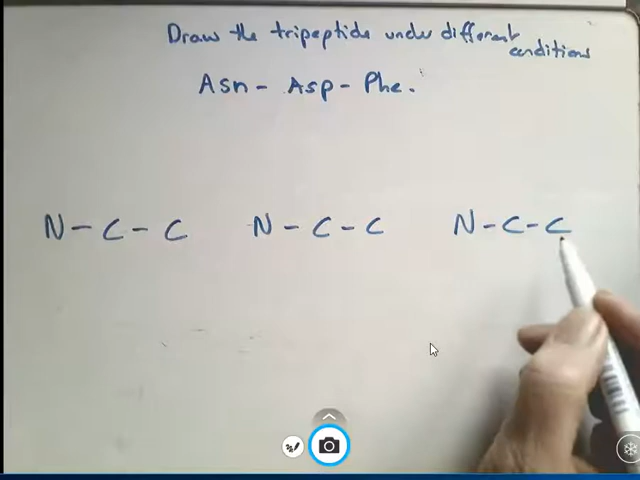 Draw the tripeptide under different
conditions
Asn - Asp - Phe.
N - C - C N - C - C N - C - C